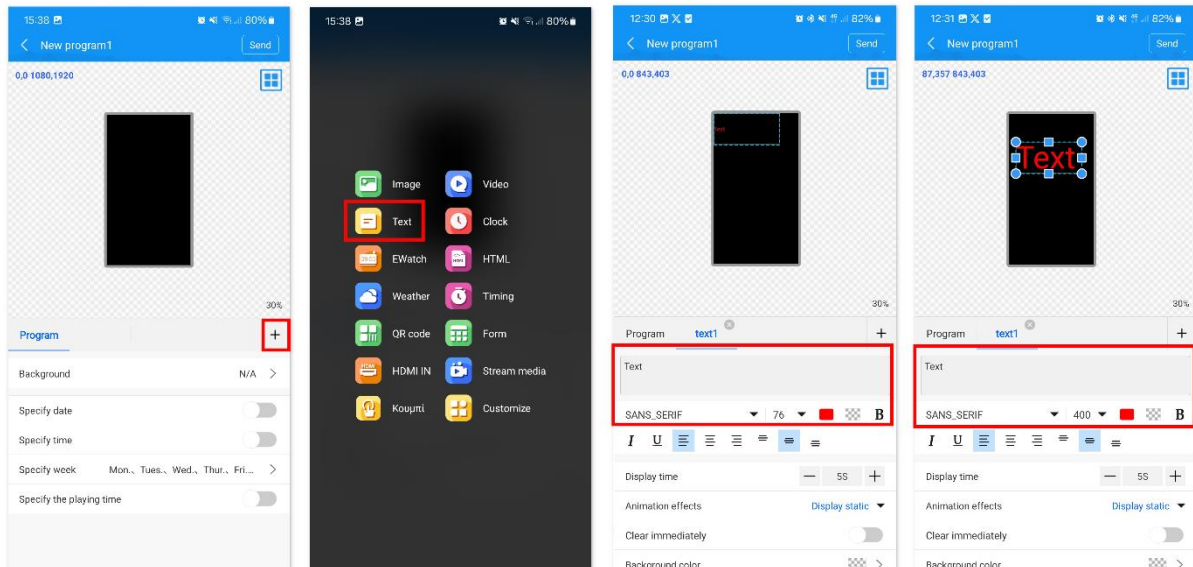 15:38 80%
New program1 Send
0,0 1080,1920
30%
Program +
Background N/A >
Specify date
Specify time
Specify week Mon.、Tues.、Wed.、Thur.、Fri... >
Specify the playing time
15:38 80%
Image Video
Text Clock
EWatch HTML
Weather Timing
QR code Form
HDMI IN Stream media
Κουμπί Customize
12:30 82%
New program1 Send
0,0 843,403
Text
30%
Program text1 +
Text
SANS_SERIF 76 B
I U
Display time — 5S +
Animation effects Display static
Clear immediately
Background color >
12:31 82%
New program1 Send
87,357 843,403
Text
30%
Program text1 +
Text
SANS_SERIF 400 B
I U
Display time — 5S +
Animation effects Display static
Clear immediately
Background color >